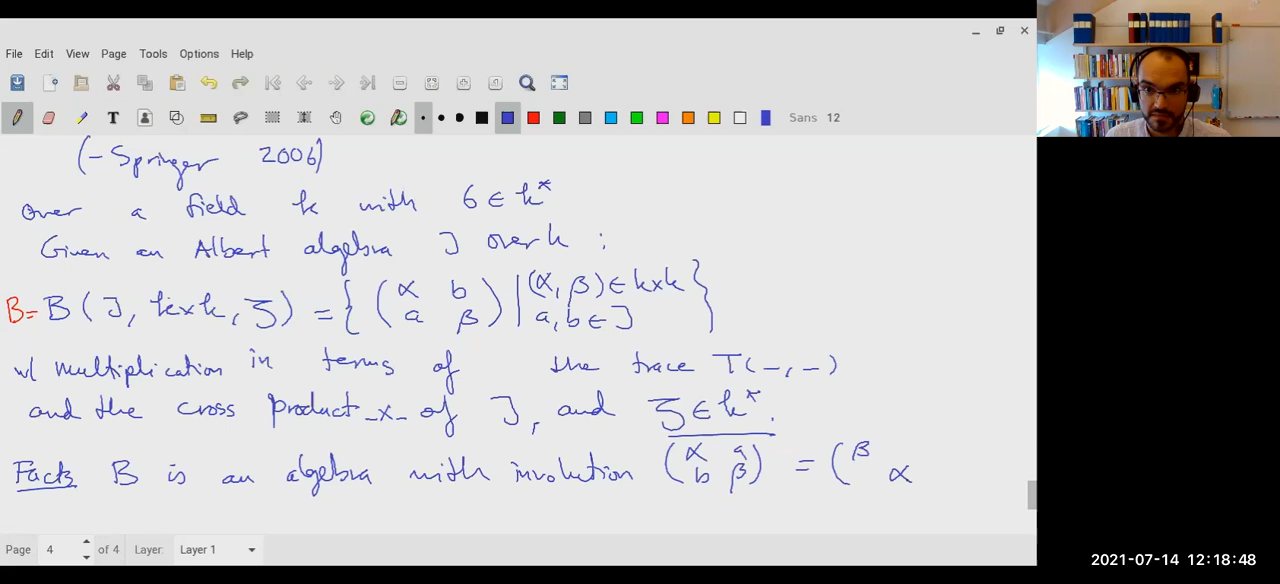 File Edit View Page Tools Options Help
Sans 12
(- Springer 2006)
over a field k with 6 ∈ k^*
Given an Albert algebra J over k :
B = B ( J, k×k, ζ ) = { ( α b a β ) | (α, β) ∈ k×k a, b ∈ J }
w/ multiplication in terms of the trace T(-,-)
and the cross product -x- of J, and ζ ∈ k^*.
Facts B is an algebra with involution \overline{( α a b β )} = ( β α
Page 4 of 4 Layer: Layer 1
2021-07-14 12:18:48